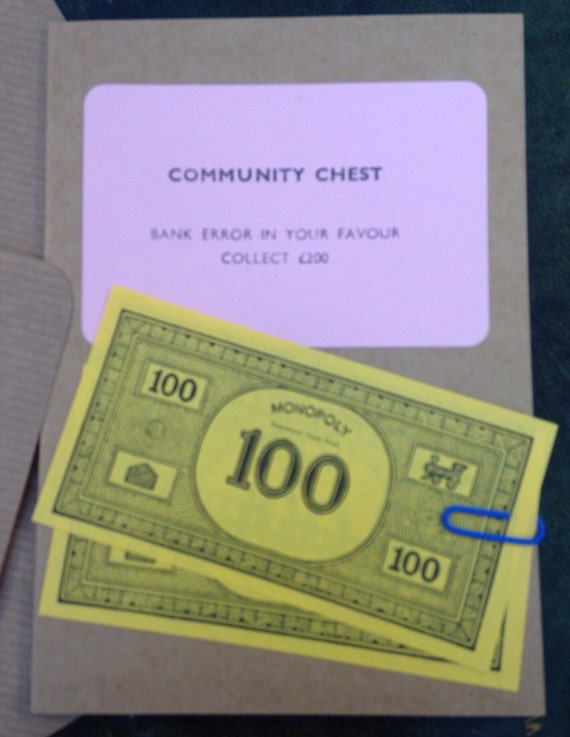 COMMUNITY CHEST
BANK ERROR IN YOUR FAVOUR
COLLECT £200
100
MONOPOLY
100
100